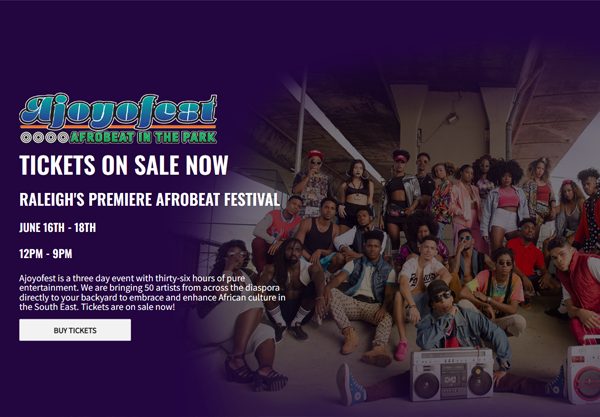 Ajoyofest
AFROBEAT IN THE PARK
TICKETS ON SALE NOW
RALEIGH'S PREMIERE AFROBEAT FESTIVAL
JUNE 16TH - 18TH
12PM - 9PM
Ajoyofest is a three day event with thirty-six hours of pure
entertainment. We are bringing 50 artists from across the diaspora
directly to your backyard to embrace and enhance African culture in
the South East. Tickets are on sale now!
BUY TICKETS